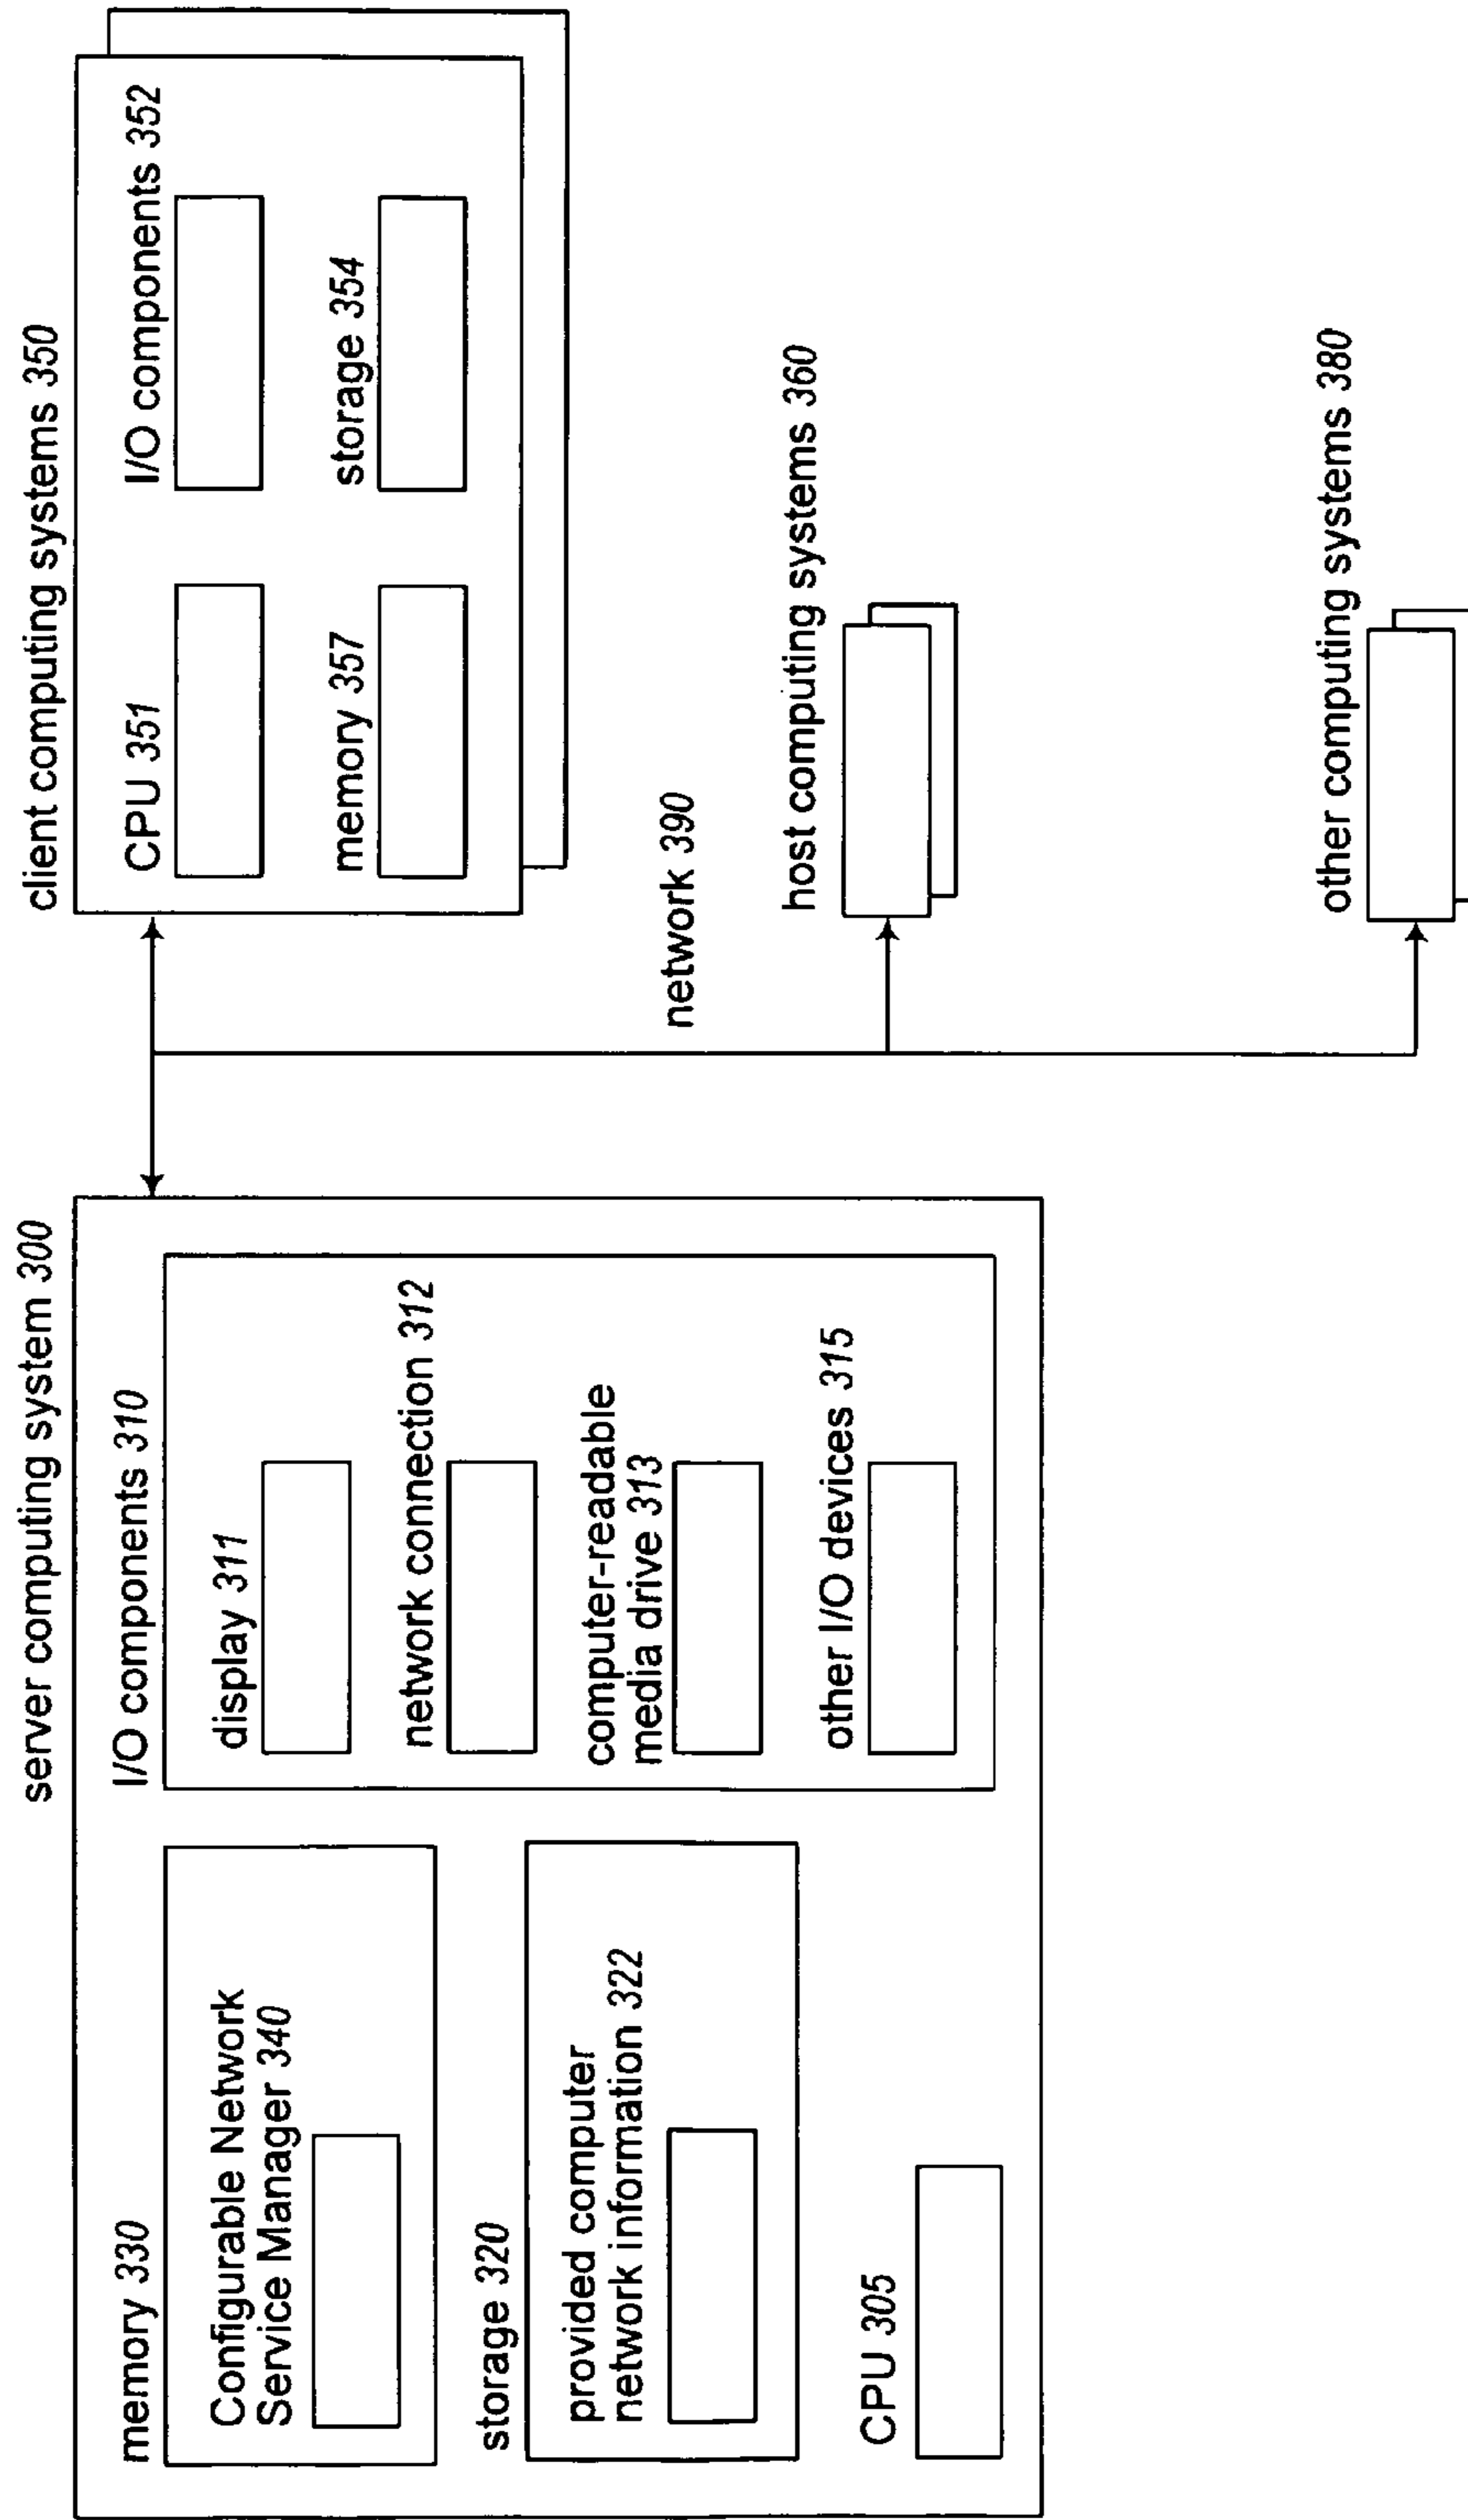 server computing system 300
memory 330
Configurable Network
Service Manager 340
storage 320
provided computer
network information 322
CPU 305
I/O components 310
display 311
network connection 312
computer-readable
media drive 313
other I/O devices 315
client computing systems 350
CPU 351
I/O components 352
memory 357
storage 354
network 390
host computing systems 360
other computing systems 380